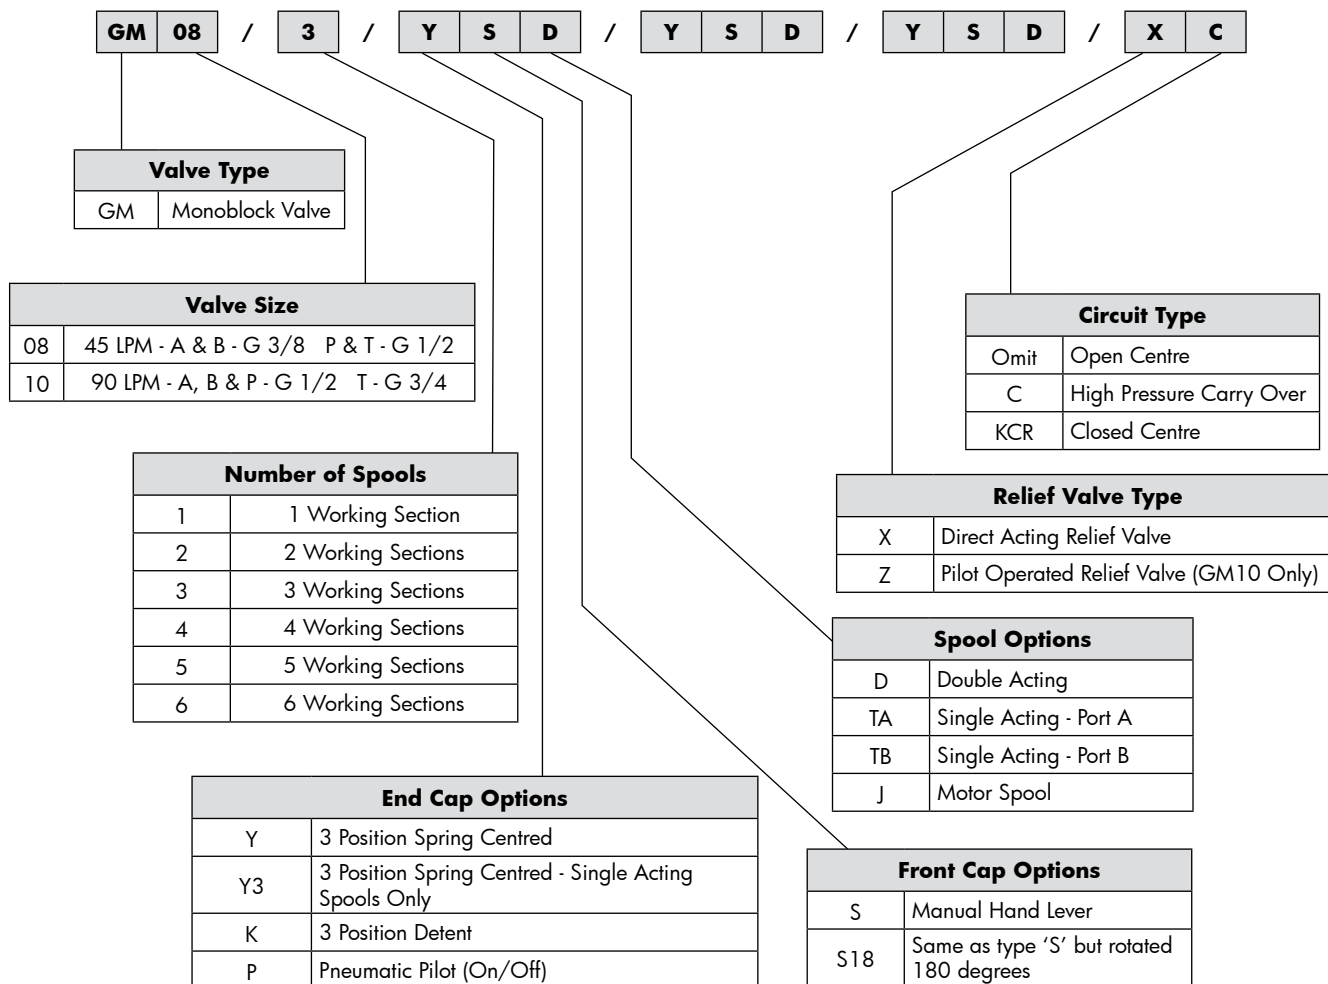 GM 08 / 3 / Y S D / Y S D / Y S D / X C
Valve Type
GM Monoblock Valve
Valve Size
08 45 LPM - A & B - G 3/8 P & T - G 1/2
10 90 LPM - A, B & P - G 1/2 T - G 3/4
Circuit Type
Omit Open Centre
C High Pressure Carry Over
KCR Closed Centre
Number of Spools
1 1 Working Section
2 2 Working Sections
3 3 Working Sections
4 4 Working Sections
5 5 Working Sections
6 6 Working Sections
Relief Valve Type
X Direct Acting Relief Valve
Z Pilot Operated Relief Valve (GM10 Only)
Spool Options
D Double Acting
TA Single Acting - Port A
TB Single Acting - Port B
J Motor Spool
End Cap Options
Y 3 Position Spring Centred
Y3 3 Position Spring Centred - Single Acting
Spools Only
K 3 Position Detent
P Pneumatic Pilot (On/Off)
Front Cap Options
S Manual Hand Lever
S18 Same as type ‘S’ but rotated
180 degrees